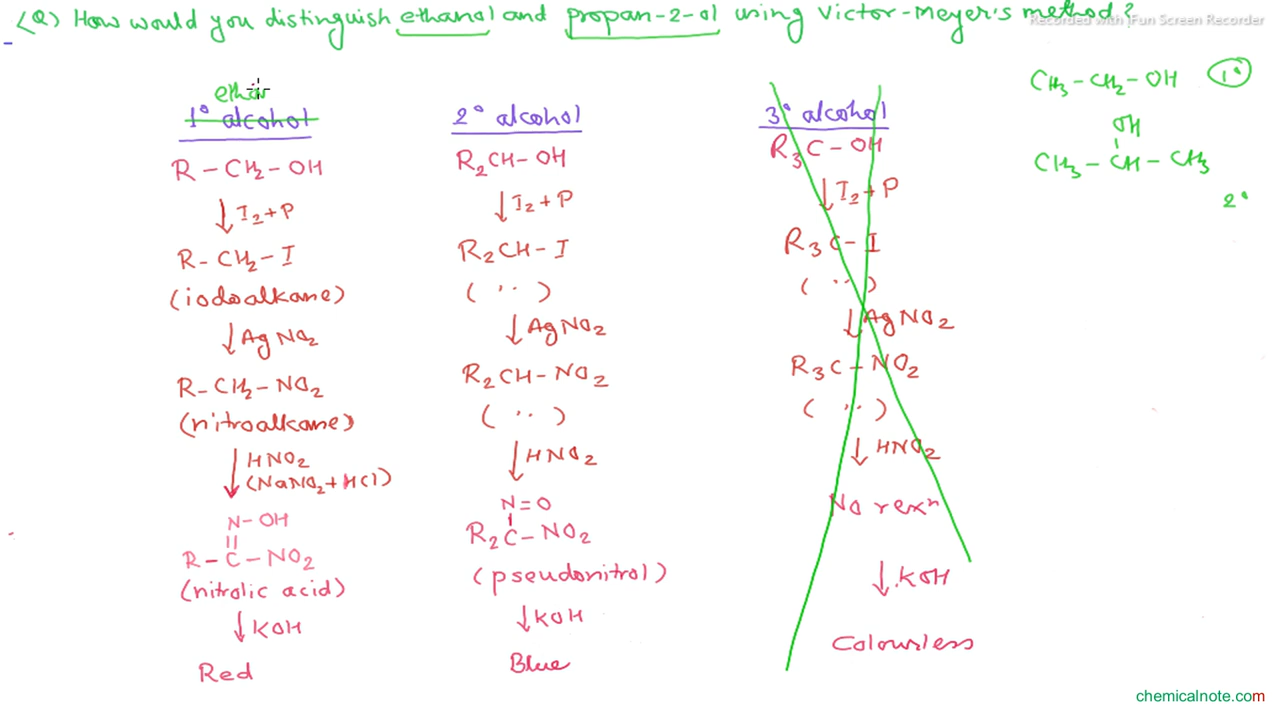 (Q) How would you distinguish ethanol and propan-2-ol using Victor-Meyer's method?
Recorded with iFun Screen Recorder
CH3-CH2-OH 1°
OH
CH3-CH-CH3
2°
etha
1° alcohol
R-CH2-OH
↓ I2+P
R-CH2-I
(iodoalkane)
↓ AgNO2
R-CH2-NO2
(nitroalkane)
↓ HNO2
(NaNO2+HCl)
N-OH
||
R-C-NO2
(nitrolic acid)
↓ KOH
Red
2° alcohol
R2CH-OH
↓ I2+P
R2CH-I
( ·· )
↓ AgNO2
R2CH-NO2
( ·· )
↓ HNO2
N=O
R2C-NO2
(pseudonitrol)
↓ KOH
Blue
3° alcohol
R3C-OH
↓ I2+P
R3C-I
( ·· )
↓ AgNO2
R3C-NO2
( ·· )
↓ HNO2
No rexn
↓ KOH
Colourless
chemicalnote.com